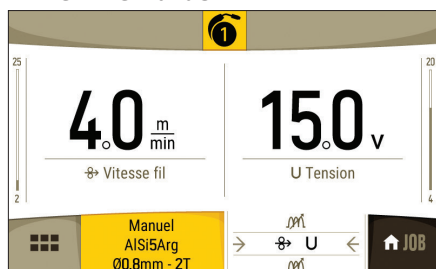 1
25
20
4.0 m/min
15.0 V
Vitesse fil
U Tension
2
4
Manuel
AlSi5Arg
Ø0.8mm - 2T
U
JOB